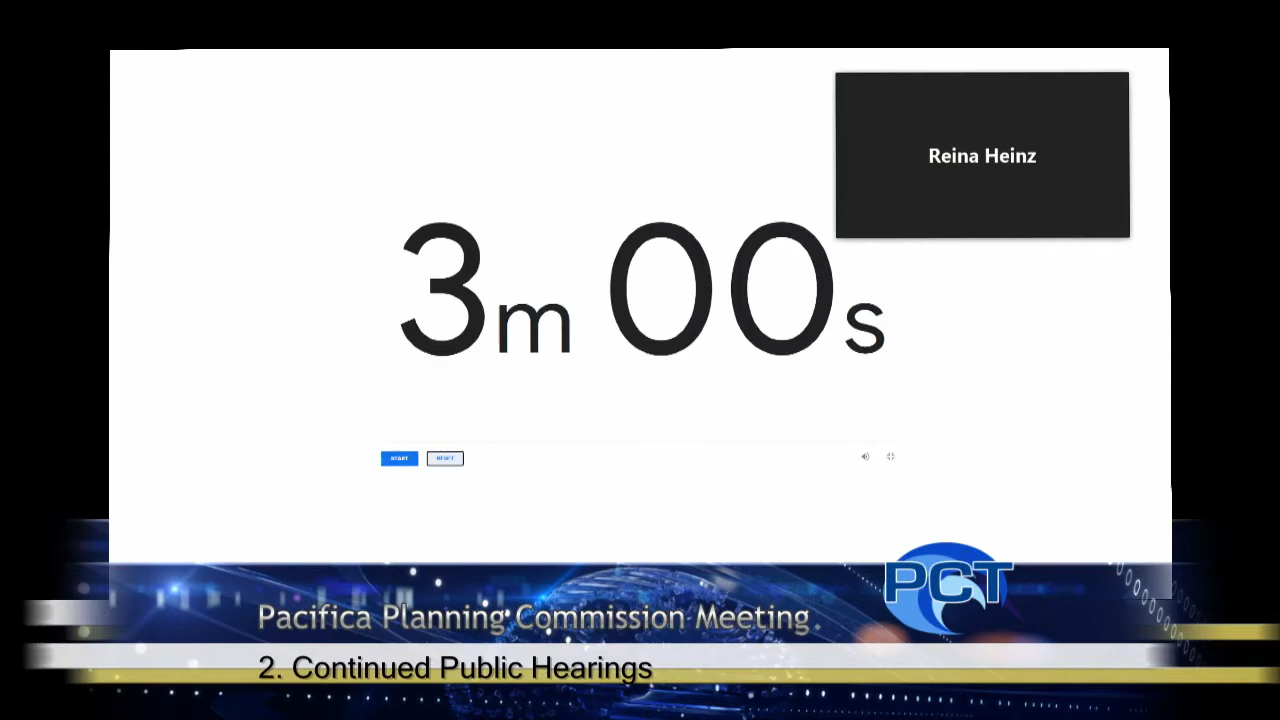 Reina Heinz
3m 00s
START RESET
PCT
Pacifica Planning Commission Meeting
2. Continued Public Hearings